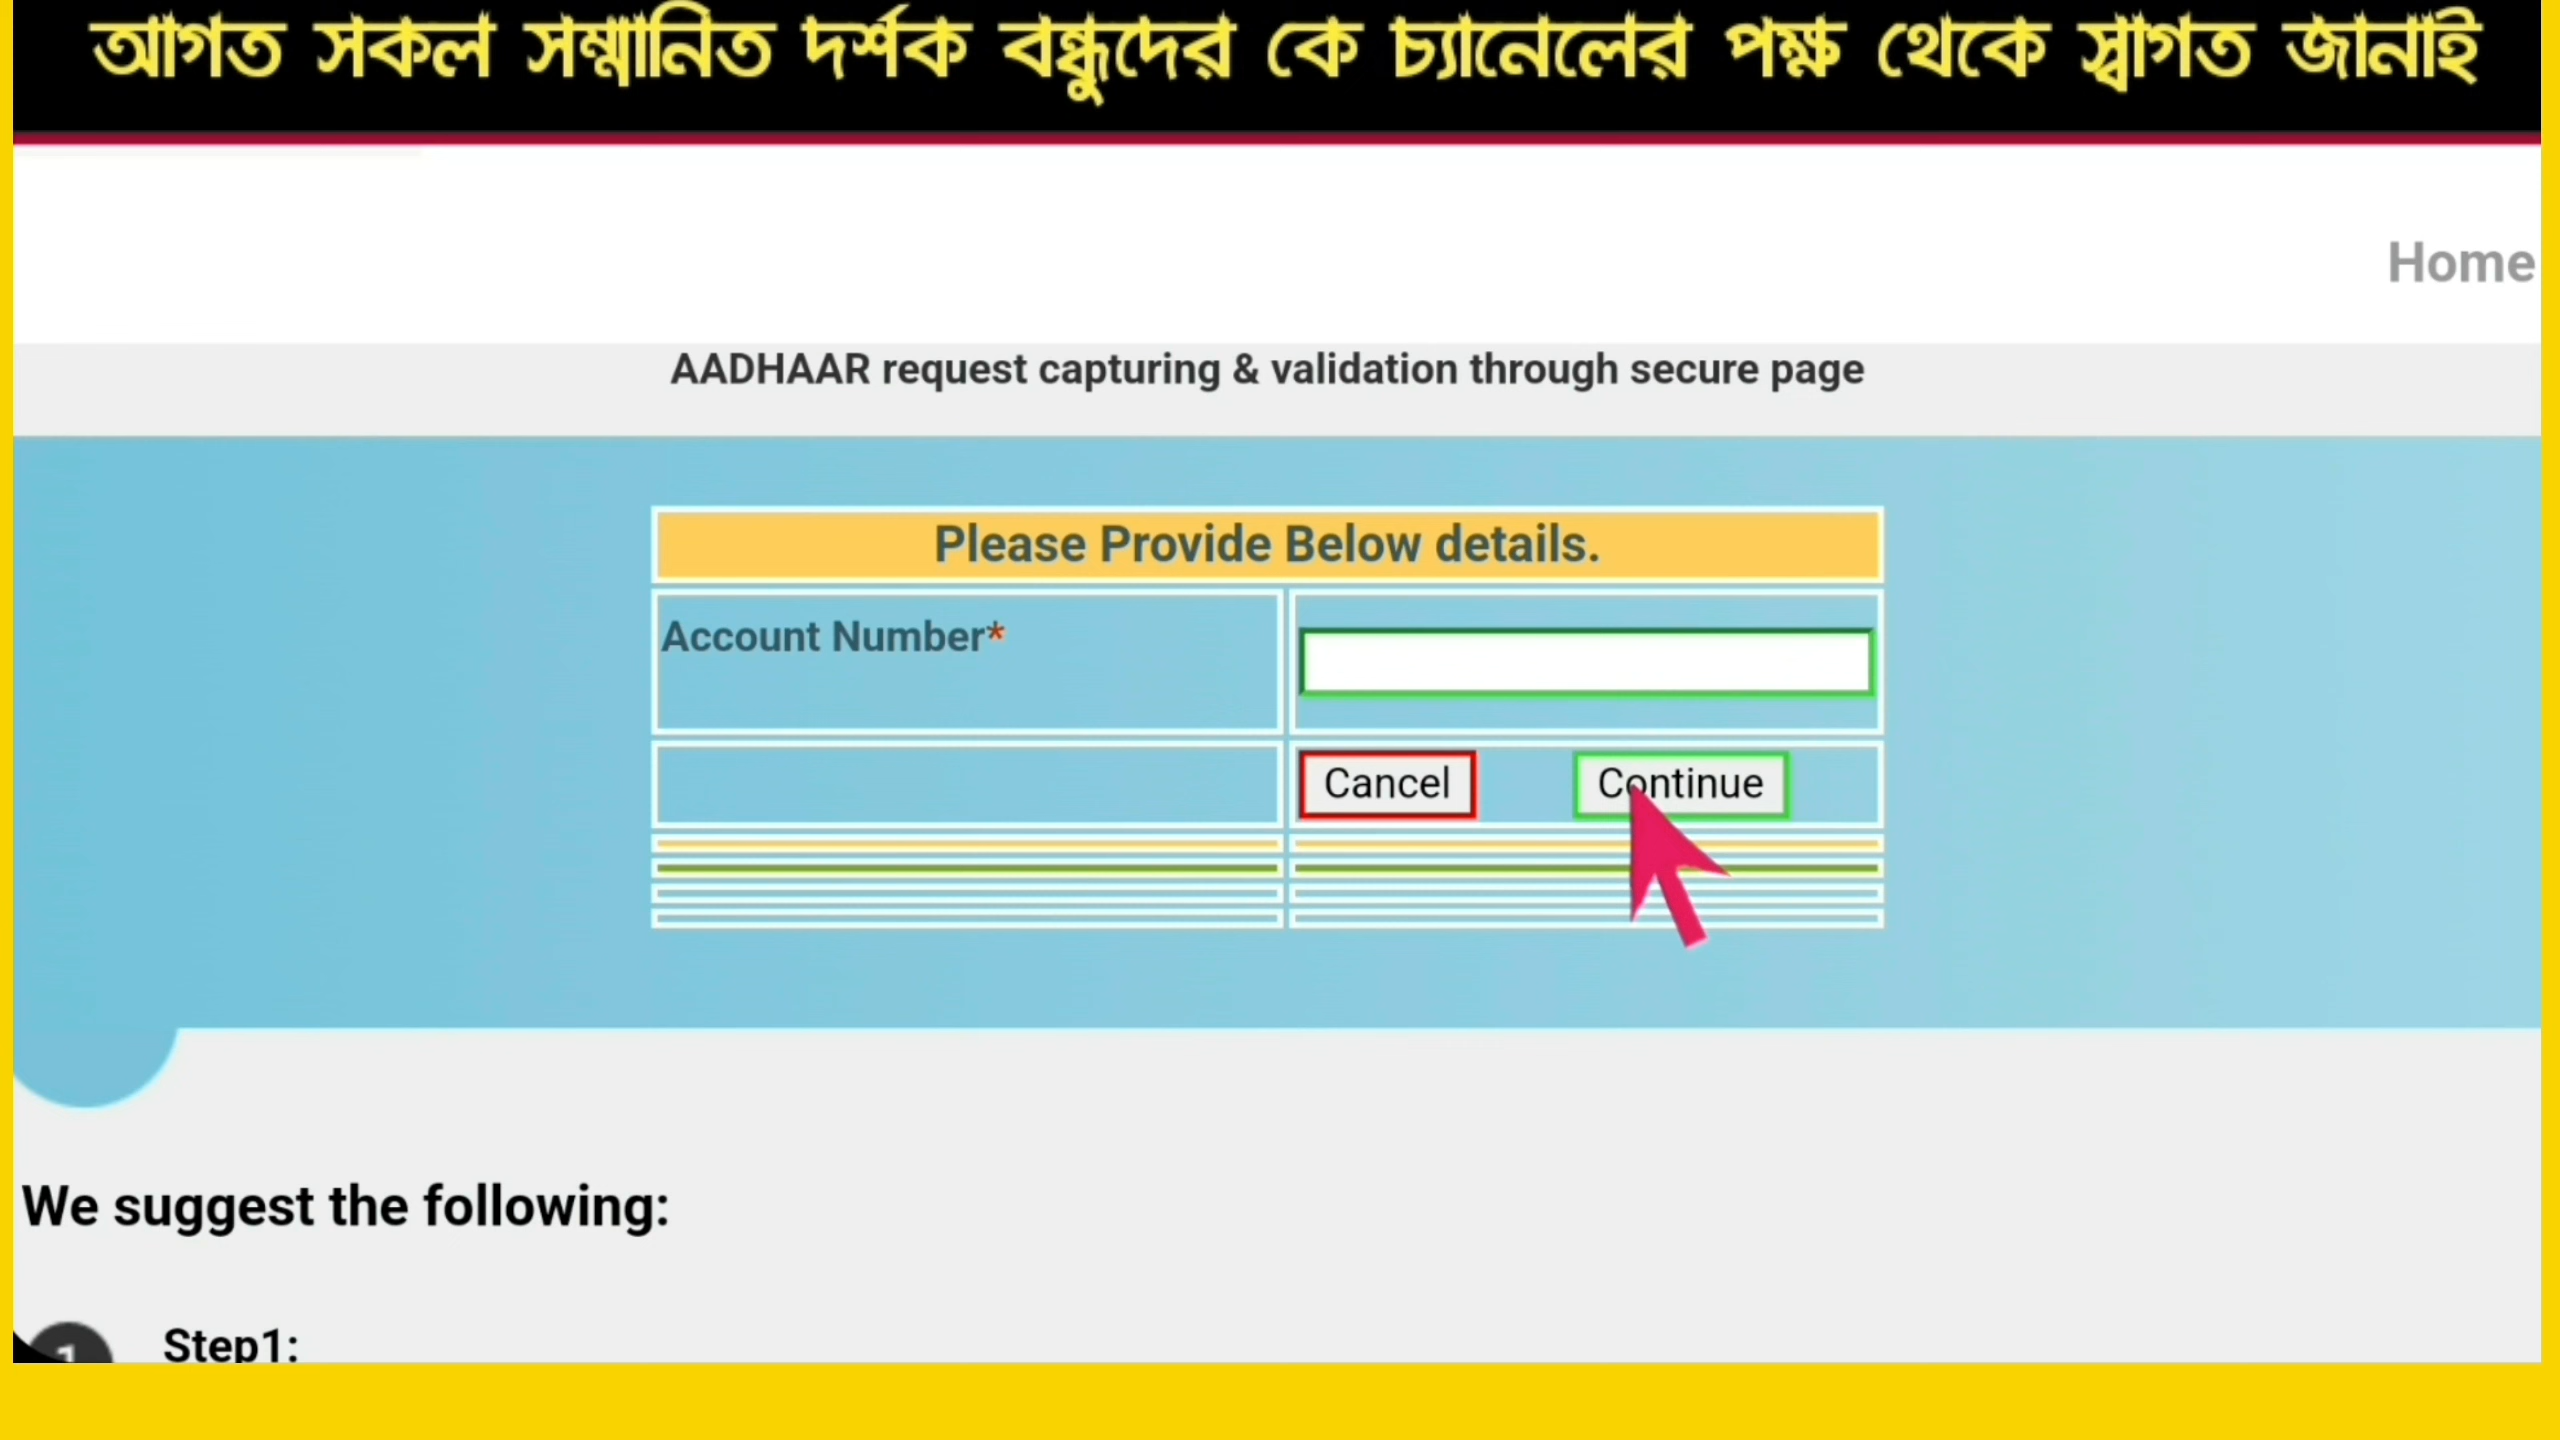 আগত সকল সম্মানিত দর্শক বন্ধুদের কে চ্যানেলের পক্ষ থেকে স্বাগত জানাই
Home
AADHAAR request capturing & validation through secure page
Please Provide Below details.
Account Number*
Cancel Continue
We suggest the following:
1 Step1: